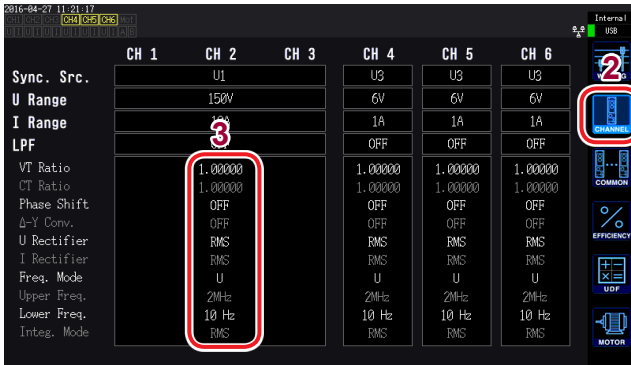 2016-04-27 11:21:17
CH1 CH2 CH3 CH4 CH5 CH6 Mot
U I U I U I U I U I U I A B
Internal
USB
CH 1 CH 2 CH 3 CH 4 CH 5 CH 6
Sync. Src. U1 U3 U3 U3
U Range 150V 6V 6V 6V
I Range 1A 1A 1A
LPF OFF OFF OFF
VT Ratio 1.00000 1.00000 1.00000 1.00000
CT Ratio 1.00000 1.00000 1.00000 1.00000
Phase Shift OFF OFF OFF OFF
Δ-Y Conv. OFF OFF OFF OFF
U Rectifier RMS RMS RMS RMS
I Rectifier RMS RMS RMS RMS
Freq. Mode U U U U
Upper Freq. 2MHz 2MHz 2MHz 2MHz
Lower Freq. 10 Hz 10 Hz 10 Hz 10 Hz
Integ. Mode RMS RMS RMS RMS
2
3
CHANNEL
COMMON
EFFICIENCY
UDF
MOTOR